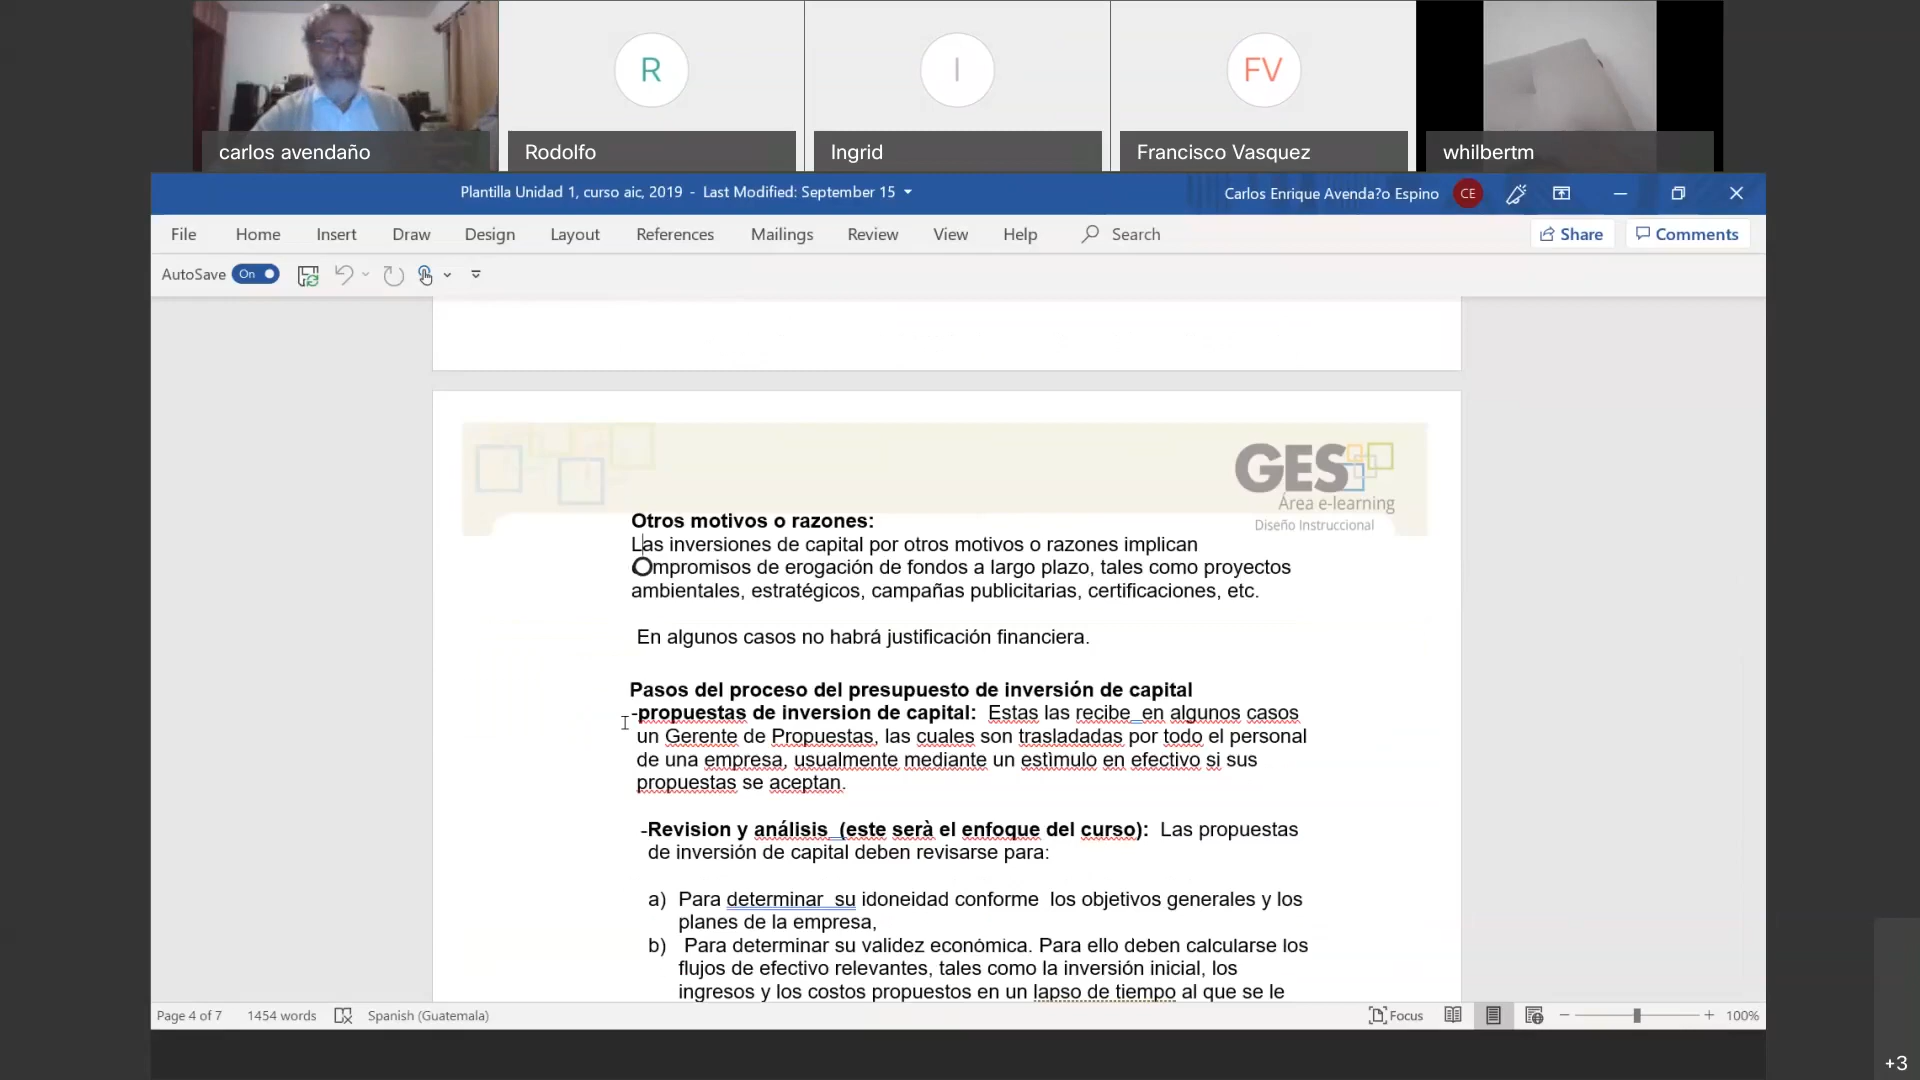 R
I
FV
carlos avendaño
Rodolfo
Ingrid
Francisco Vasquez
whilbertm
Plantilla Unidad 1, curso aic, 2019 - Last Modified: September 15
Carlos Enrique Avenda?o Espino
CE
File Home Insert Draw Design Layout References Mailings Review View Help Search
Share
Comments
AutoSave On
GES
Área e-learning
Diseño Instruccional
Otros motivos o razones:
Las inversiones de capital por otros motivos o razones implican
ompromisos de erogación de fondos a largo plazo, tales como proyectos
ambientales, estratégicos, campañas publicitarias, certificaciones, etc.
En algunos casos no habrá justificación financiera.
Pasos del proceso del presupuesto de inversión de capital
-propuestas de inversion de capital: Estas las recibe en algunos casos
un Gerente de Propuestas, las cuales son trasladadas por todo el personal
de una empresa, usualmente mediante un estìmulo en efectivo si sus
propuestas se aceptan.
-Revision y análisis (este serà el enfoque del curso): Las propuestas
de inversión de capital deben revisarse para:
a) Para determinar su idoneidad conforme los objetivos generales y los
planes de la empresa,
b) Para determinar su validez económica. Para ello deben calcularse los
flujos de efectivo relevantes, tales como la inversión inicial, los
ingresos y los costos propuestos en un lapso de tiempo al que se le
Page 4 of 7 1454 words Spanish (Guatemala)
Focus
100%
+3